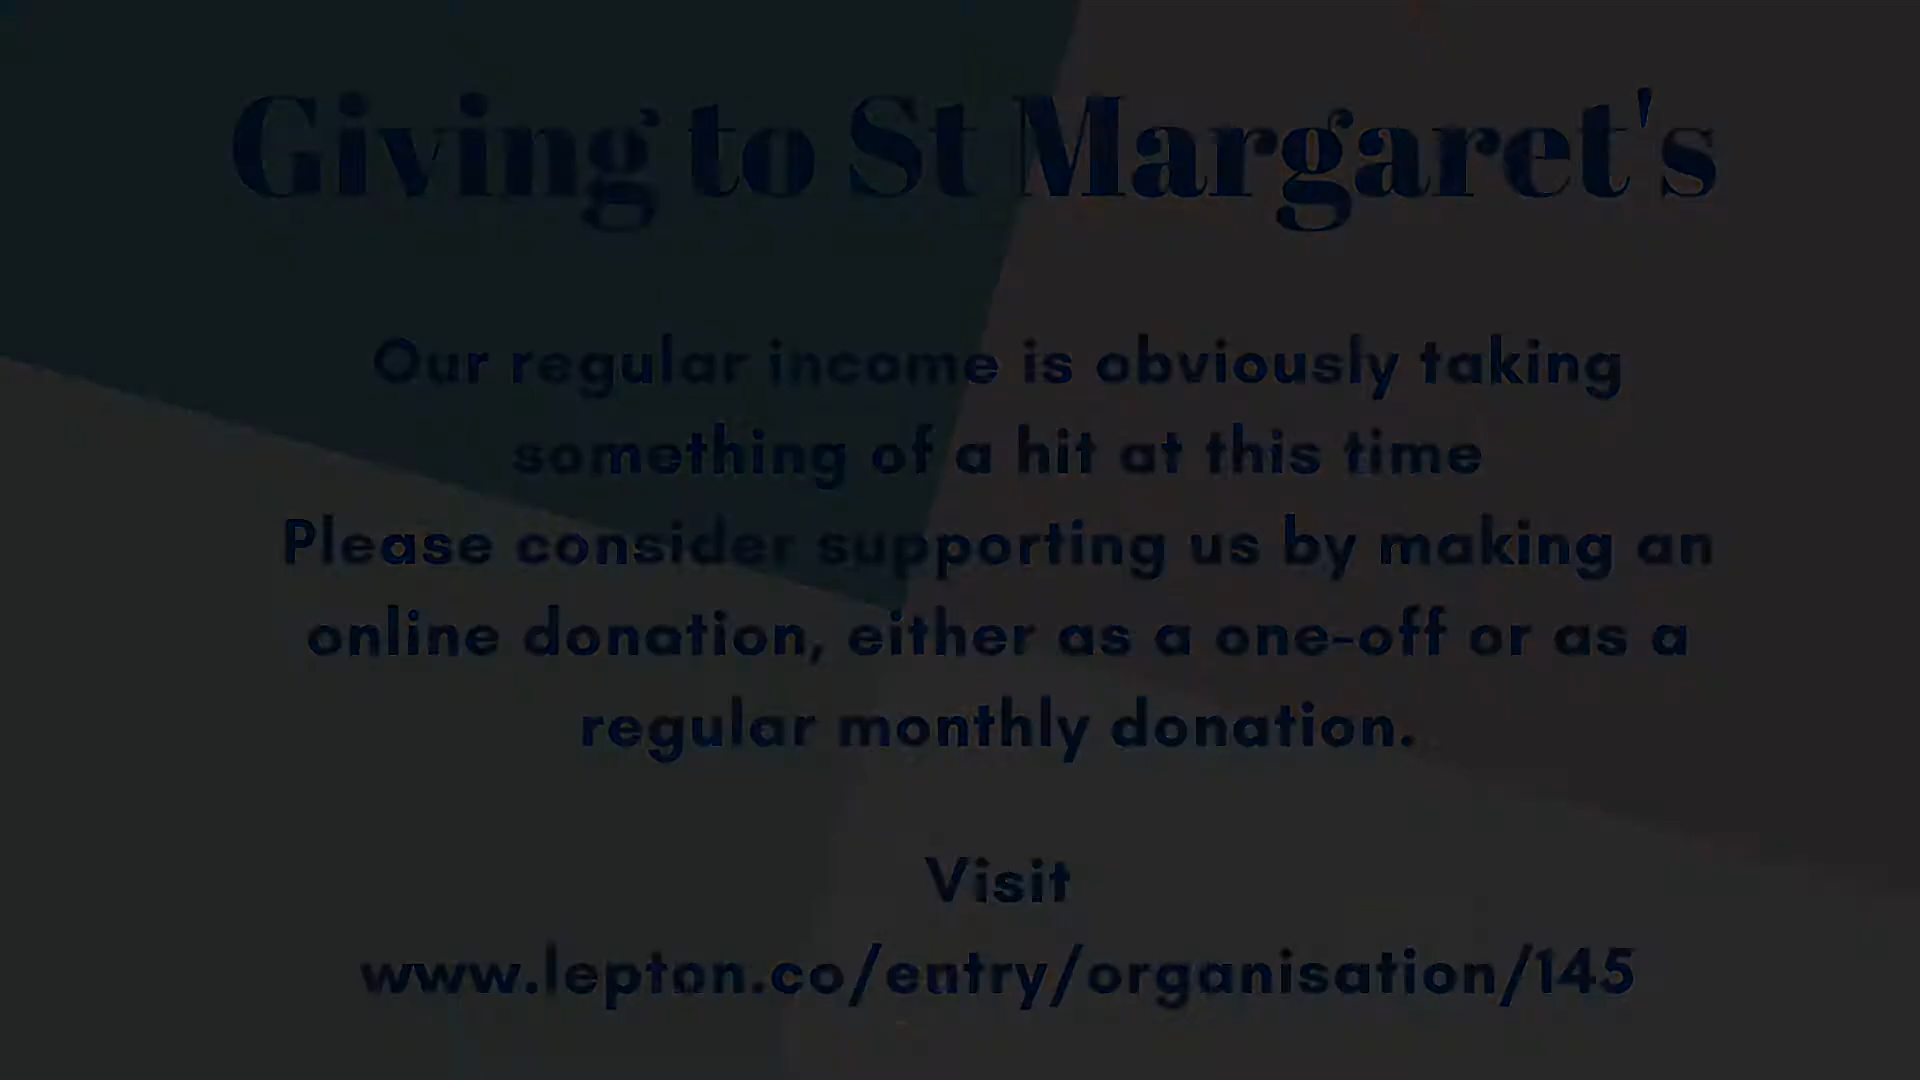 Giving to St Margaret's
Our regular income is obviously taking
something of a hit at this time
Please consider supporting us by making an
online donation, either as a one-off or as a
regular monthly donation.
Visit
www.lepton.co/entry/organisation/145